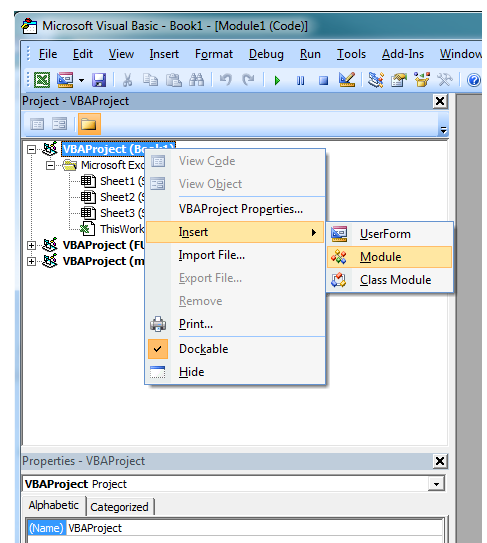 Microsoft Visual Basic - Book1 - [Module1 (Code)]
File Edit View Insert Format Debug Run Tools Add-Ins Window
Project - VBAProject
VBAProject (Book1)
Microsoft Exc
Sheet1 (S
Sheet2 (S
Sheet3 (S
ThisWork
VBAProject (FU
VBAProject (m
View Code
View Object
VBAProject Properties...
Insert
Import File...
Export File...
Remove
Print...
Dockable
Hide
UserForm
Module
Class Module
Properties - VBAProject
VBAProject Project
Alphabetic Categorized
(Name) VBAProject